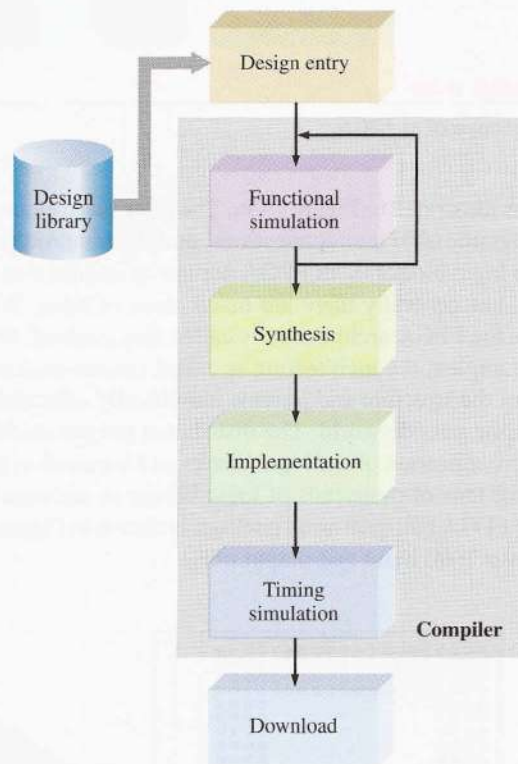 Design entry
Design
library
Functional
simulation
Synthesis
Implementation
Timing
simulation
Compiler
Download